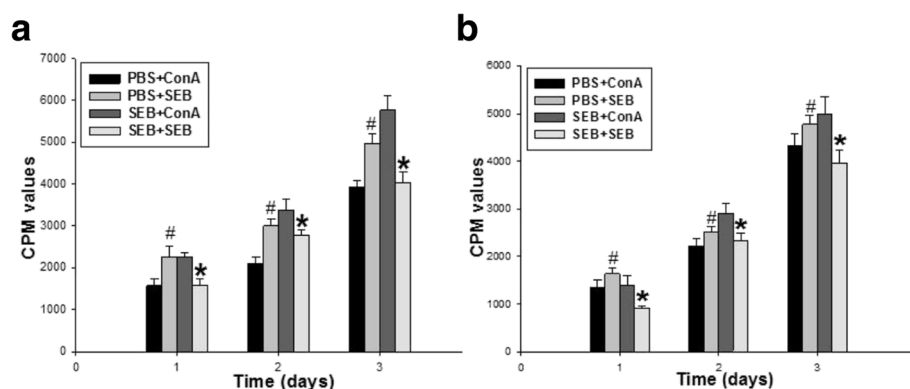 a
7000
6000
5000
4000
3000
2000
1000
0
CPM values
PBS+ConA
PBS+SEB
SEB+ConA
SEB+SEB
#
*
#
*
#
*
0 1 2 3
Time (days)
b
6000
5000
4000
3000
2000
1000
0
CPM values
PBS+ConA
PBS+SEB
SEB+ConA
SEB+SEB
#
*
#
*
#
*
0 1 2 3
Time (days)